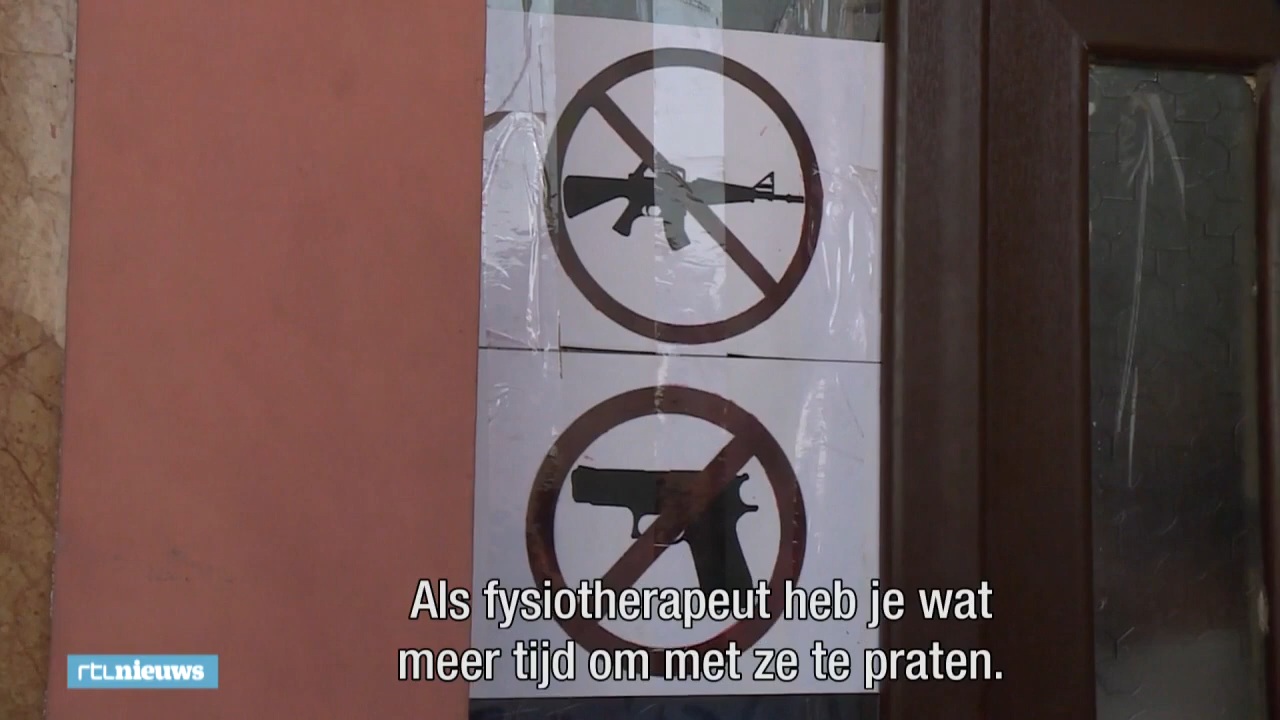 Als fysiotherapeut heb je wat
meer tijd om met ze te praten.
rtlnieuws